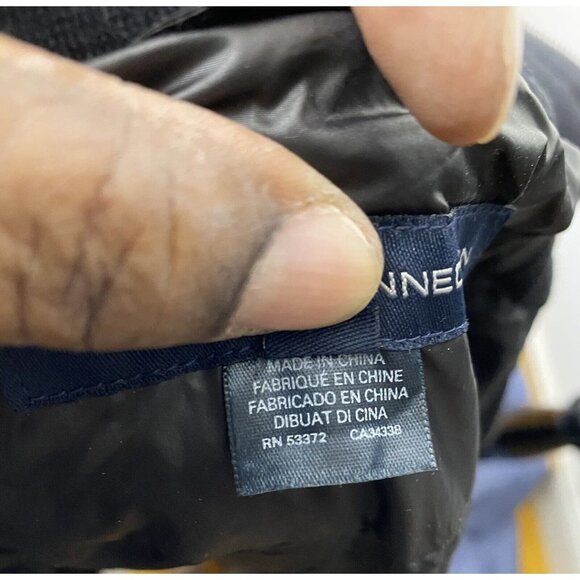 NNEC
MADE IN CHINA
FABRIQUÉ EN CHINE
FABRICADO EN CHINA
DIBUAT DI CINA
RN 53372 CA34338